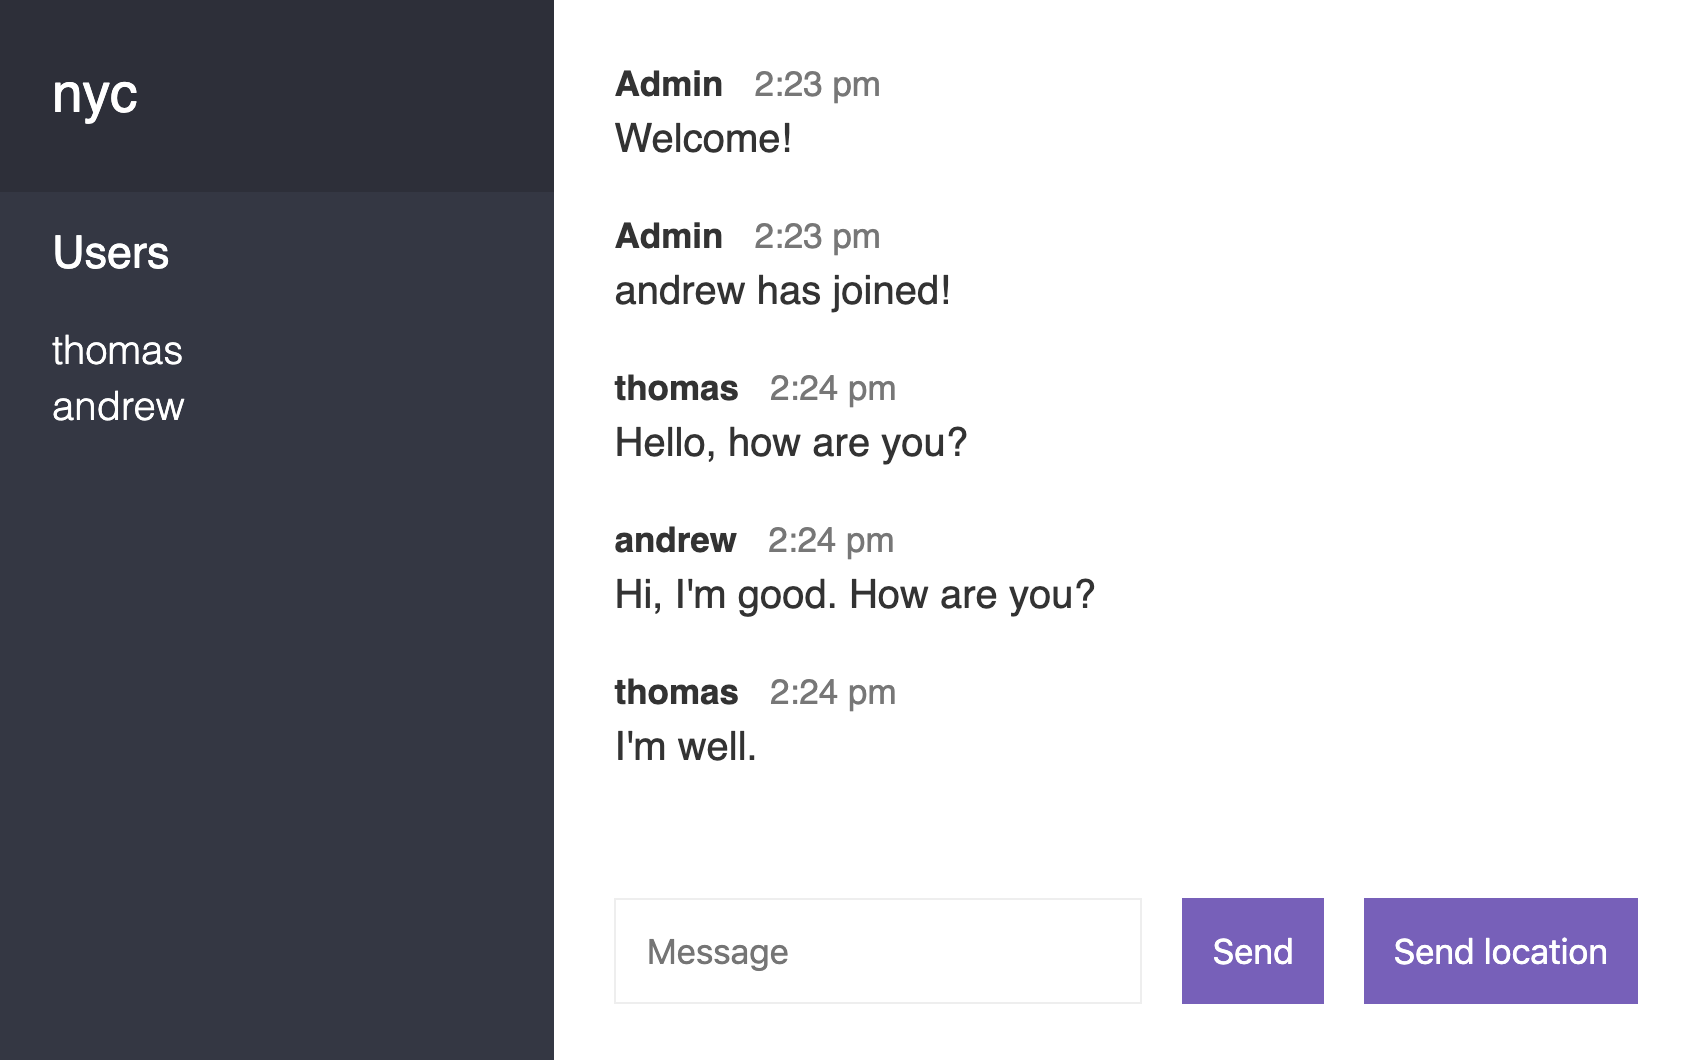 nyc
Users
thomas
andrew
Admin 2:23 pm
Welcome!
Admin 2:23 pm
andrew has joined!
thomas 2:24 pm
Hello, how are you?
andrew 2:24 pm
Hi, I'm good. How are you?
thomas 2:24 pm
I'm well.
Message
Send
Send location